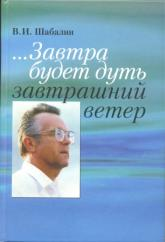 В.И. Шабалин
...Завтра
будет дуть
завтрашний
ветер